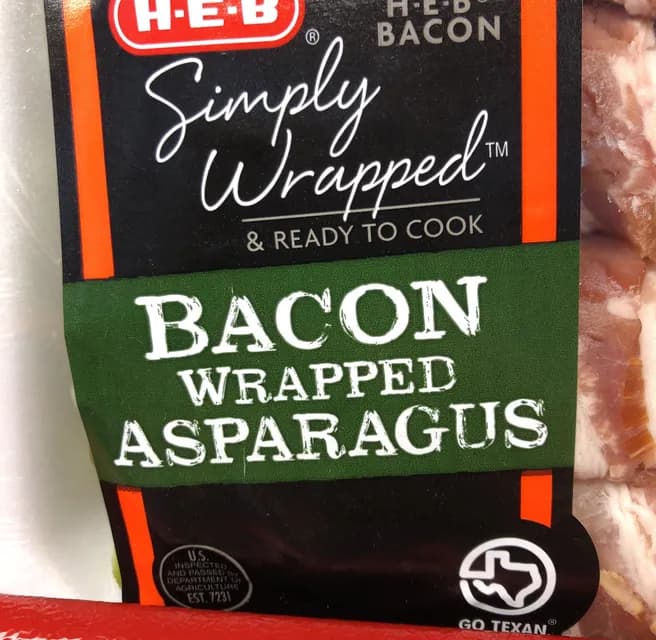 H-E-B
®
H-E-B®
BACON
Simply
Wrapped™
& READY TO COOK
BACON
WRAPPED
ASPARAGUS
U.S.
INSPECTED
AND PASSED BY
DEPARTMENT OF
AGRICULTURE
EST. 7231
GO TEXAN®